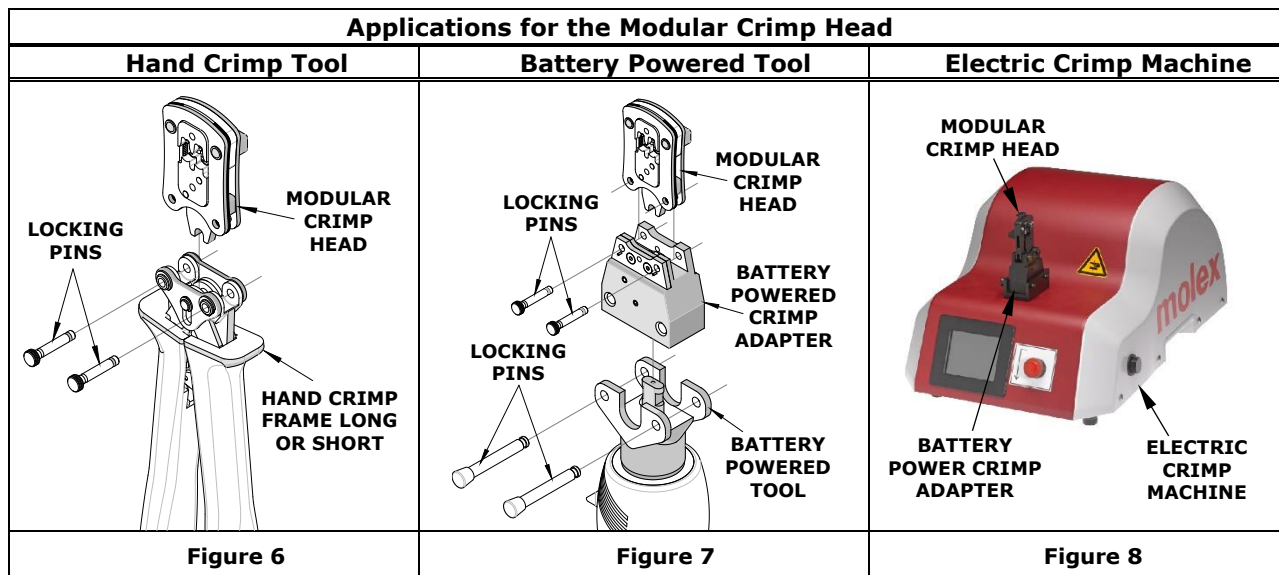 Applications for the Modular Crimp Head
Hand Crimp Tool
Battery Powered Tool
Electric Crimp Machine
MODULAR
CRIMP
HEAD
LOCKING
PINS
HAND CRIMP
FRAME LONG
OR SHORT
MODULAR
CRIMP
HEAD
LOCKING
PINS
BATTERY
POWERED
CRIMP
ADAPTER
LOCKING
PINS
BATTERY
POWERED
TOOL
MODULAR
CRIMP HEAD
molex
BATTERY
POWER CRIMP
ADAPTER
ELECTRIC
CRIMP
MACHINE
Figure 6
Figure 7
Figure 8